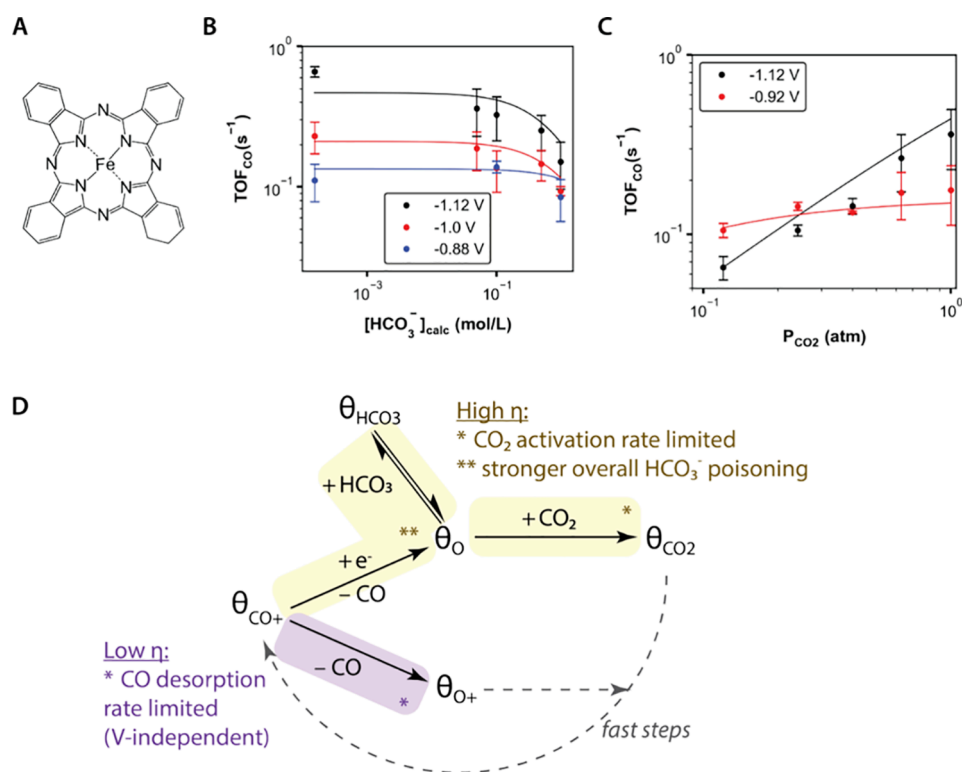 A
N
N
N
N
Fe
N
N
N
N
B
TOF_CO(s⁻¹)
10⁰
10⁻¹
-1.12 V
-1.0 V
-0.88 V
10⁻³
10⁻¹
[HCO₃⁻]calc (mol/L)
C
TOF_CO(s⁻¹)
10⁰
10⁻¹
-1.12 V
-0.92 V
10⁻¹
10⁰
P_CO2 (atm)
D
θ_HCO3
+ HCO₃
High η:
* CO₂ activation rate limited
** stronger overall HCO₃⁻ poisoning
**
θ_O
+ CO₂
*
θ_CO2
+ e⁻
– CO
θ_CO+
– CO
*
θ_O+
fast steps
Low η:
* CO desorption
rate limited
(V-independent)